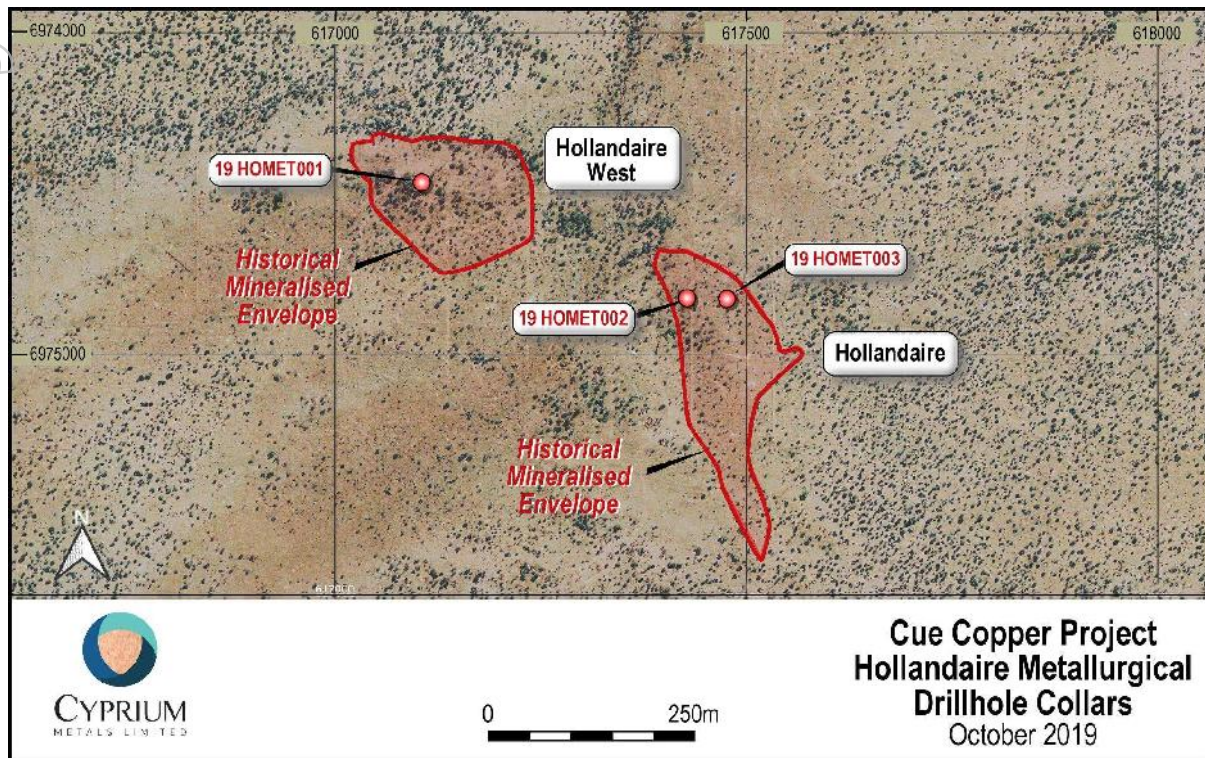 6974000
617000
617500
618000
19 HOMET001
Hollandaire
West
Historical
Mineralised
Envelope
19 HOMET003
19 HOMET002
6975000
Hollandaire
Historical
Mineralised
Envelope
N
617000
CYPRIUM
METALS LIMITED
0
250m
Cue Copper Project
Hollandaire Metallurgical
Drillhole Collars
October 2019